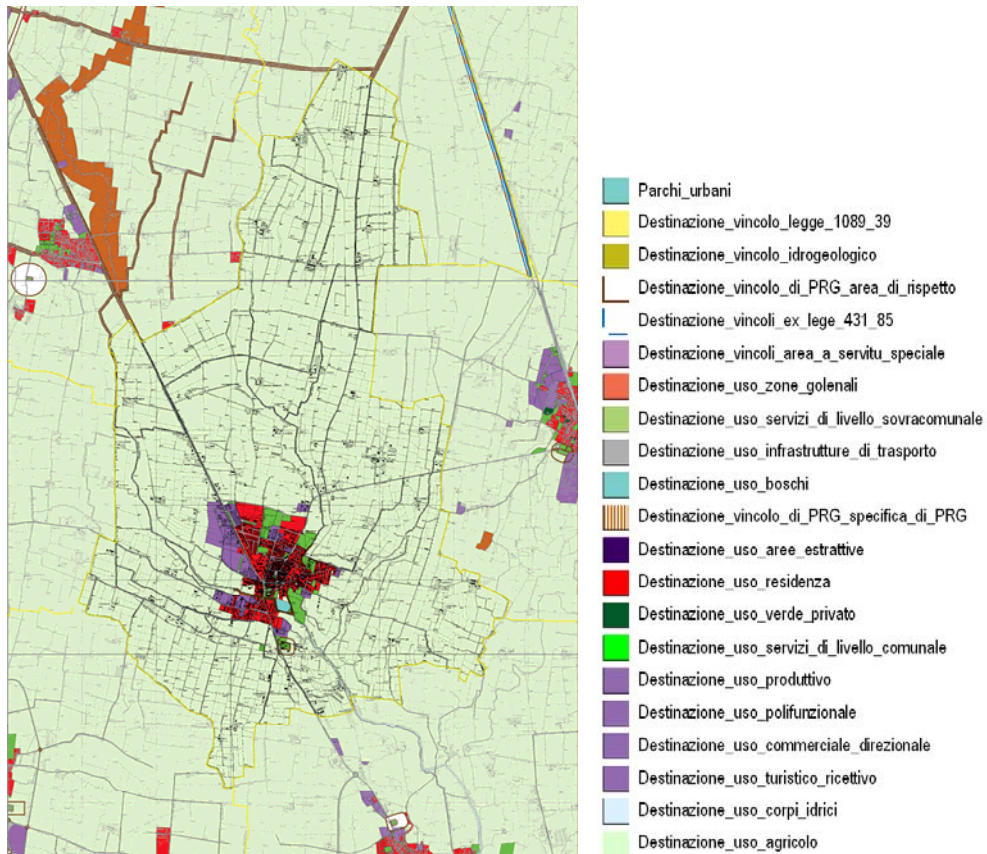 Parchi_urbani
Destinazione_vincolo_legge_1089_39
Destinazione_vincolo_idrogeologico
Destinazione_vincolo_di_PRG_area_di_rispetto
Destinazione_vincoli_ex_lege_431_85
Destinazione_vincoli_area_a_servitu_speciale
Destinazione_uso_zone_golenali
Destinazione_uso_servizi_di_livello_sovracomunale
Destinazione_uso_infrastrutture_di_trasporto
Destinazione_uso_boschi
Destinazione_vincolo_di_PRG_specifica_di_PRG
Destinazione_uso_aree_estrattive
Destinazione_uso_residenza
Destinazione_uso_verde_privato
Destinazione_uso_servizi_di_livello_comunale
Destinazione_uso_produttivo
Destinazione_uso_polifunzionale
Destinazione_uso_commerciale_direzionale
Destinazione_uso_turistico_ricettivo
Destinazione_uso_corpi_idrici
Destinazione_uso_agricolo